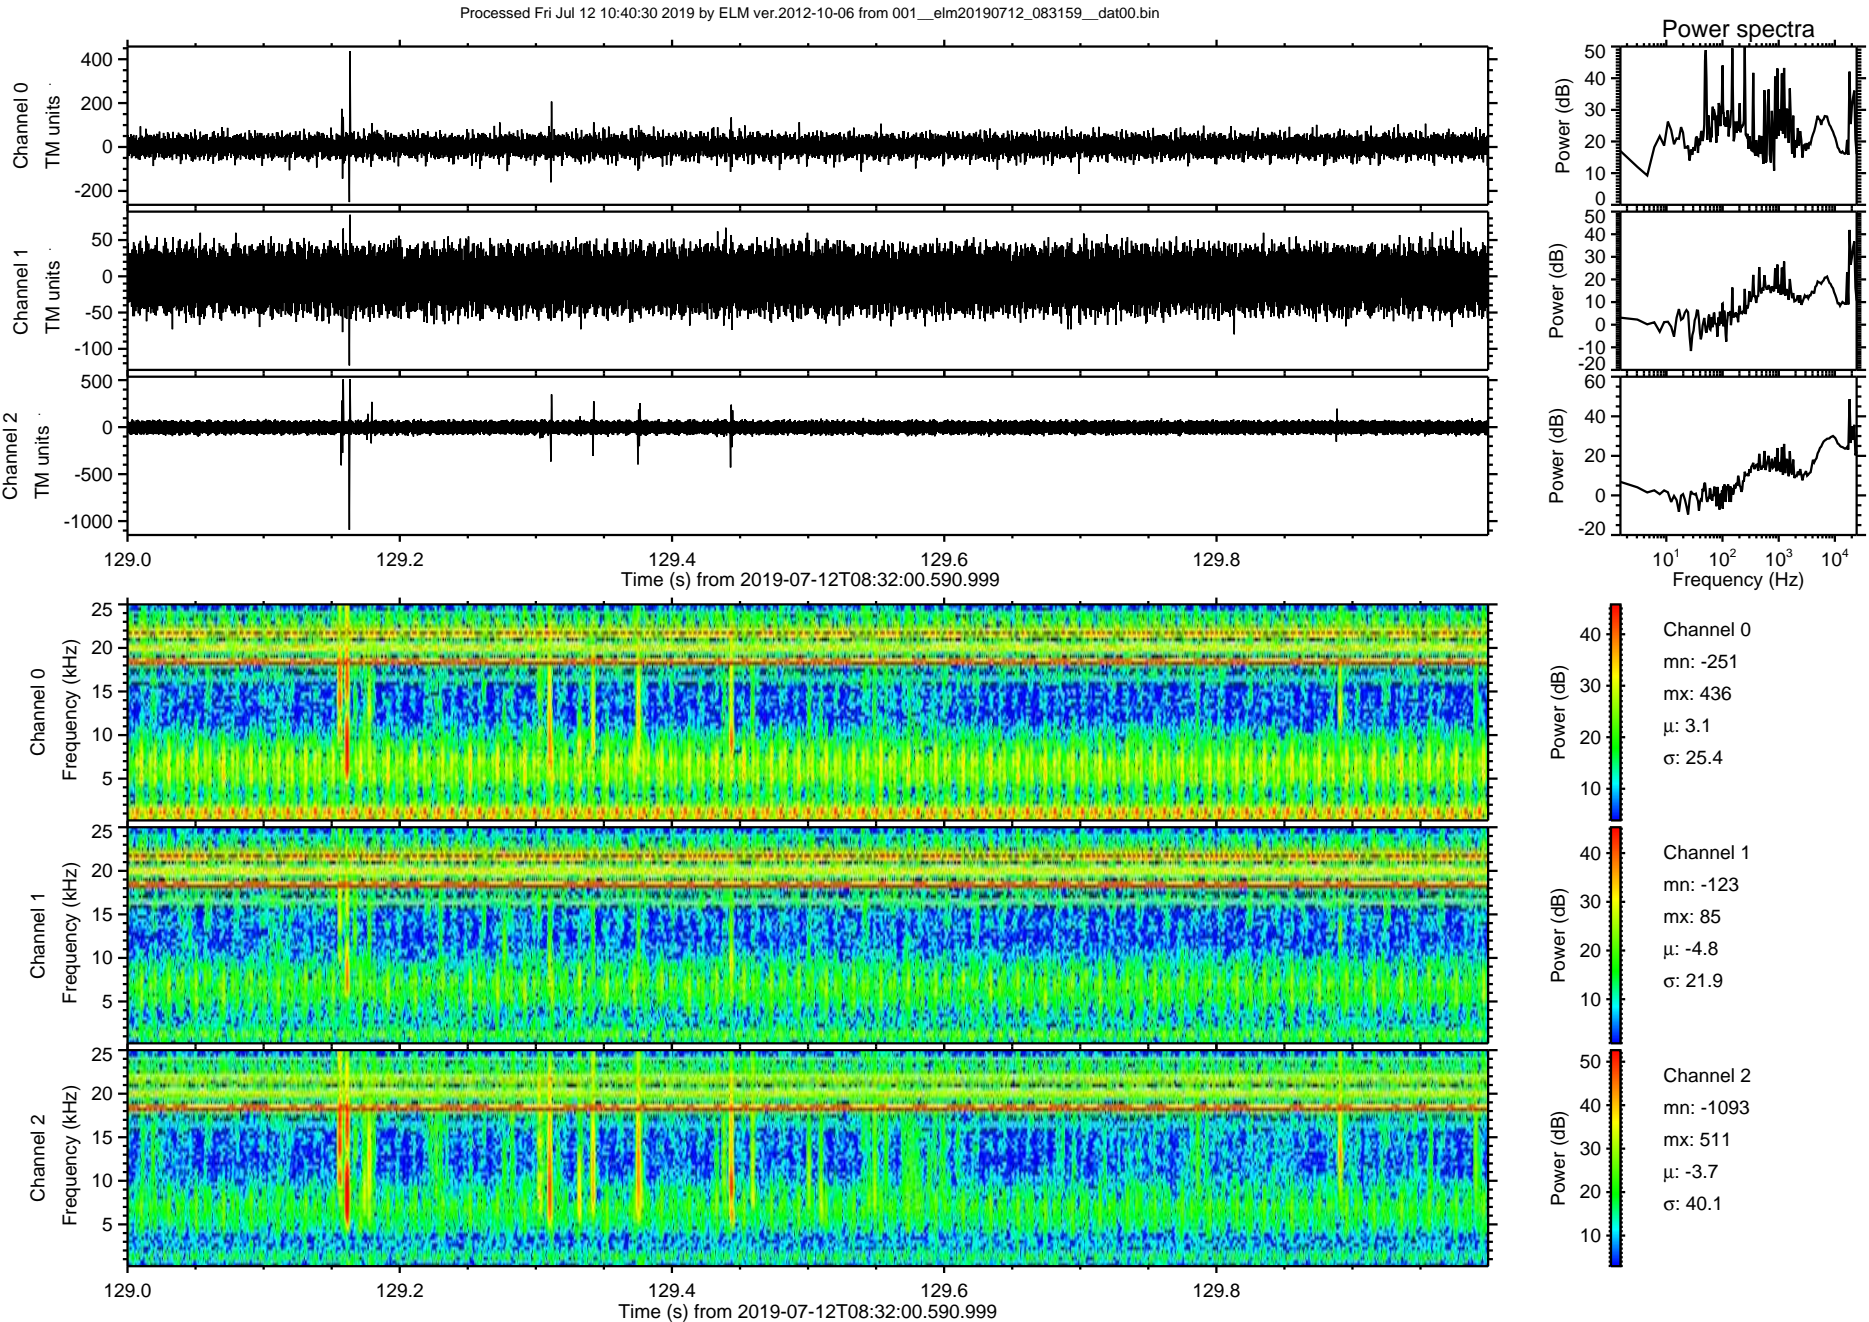 Processed Fri Jul 12 10:40:30 2019 by ELM ver.2012-10-06 from 001__elm20190712_083159__dat00.bin
Power spectra
Channel 0
TM units
400
200
0
-200
Power (dB)
50
40
30
20
10
0
Channel 1
TM units
50
0
-50
-100
Power (dB)
50
40
30
20
10
0
-10
-20
Channel 2
TM units
500
0
-500
-1000
Power (dB)
60
40
20
0
-20
129.0
129.2
129.4
129.6
129.8
Time (s) from 2019-07-12T08:32:00.590.999
10^1
10^2
10^3
10^4
Frequency (Hz)
Channel 0
Frequency (kHz)
25
20
15
10
5
Power (dB)
40
30
20
10
Channel 0
mn: -251
mx: 436
μ: 3.1
σ: 25.4
Channel 1
Frequency (kHz)
25
20
15
10
5
Power (dB)
40
30
20
10
Channel 1
mn: -123
mx: 85
μ: -4.8
σ: 21.9
Channel 2
Frequency (kHz)
25
20
15
10
5
Power (dB)
50
40
30
20
10
Channel 2
mn: -1093
mx: 511
μ: -3.7
σ: 40.1
129.0
129.2
129.4
129.6
129.8
Time (s) from 2019-07-12T08:32:00.590.999